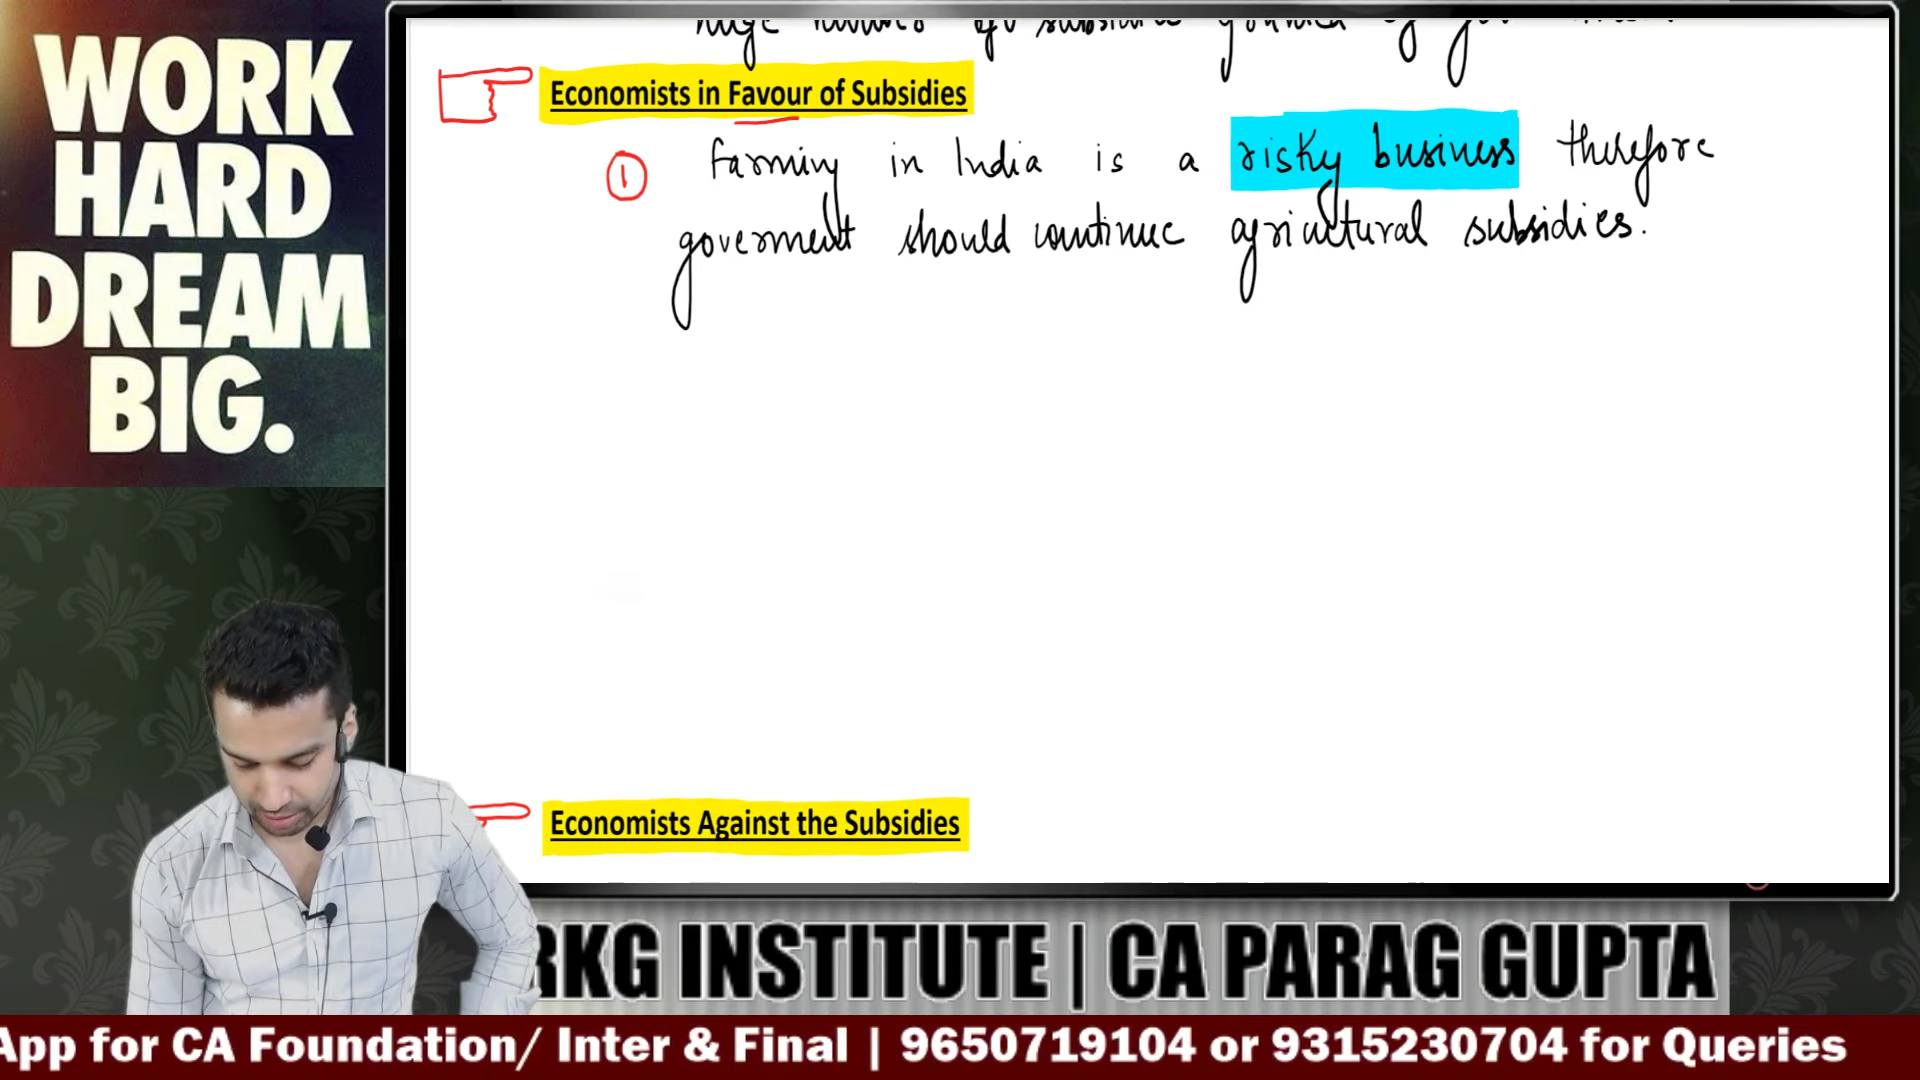 WORK
HARD
DREAM
BIG.
huge
Economists in Favour of Subsidies
① Farming in India is a risky business therefore
goverment should continue agricultural subsidies.
Economists Against the Subsidies
RKG INSTITUTE | CA PARAG GUPTA
App for CA Foundation/ Inter & Final | 9650719104 or 9315230704 for Queries